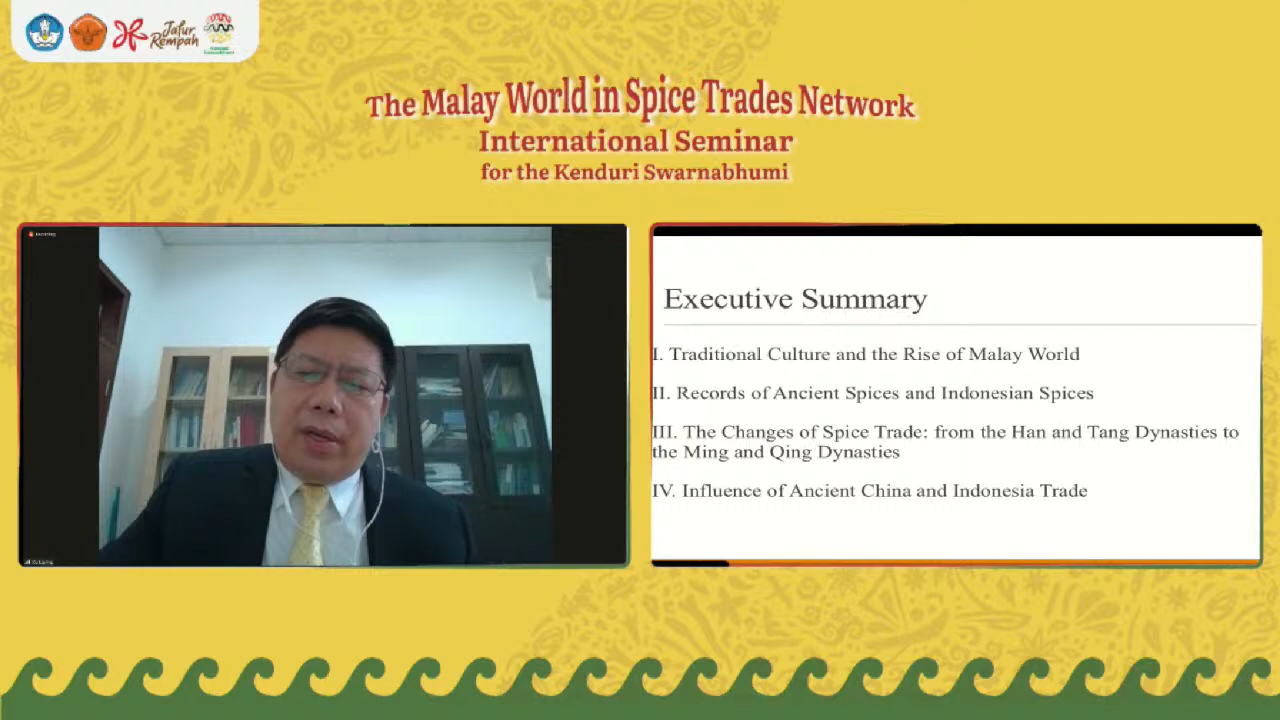 Jalur
Rempah
The Malay World in Spice Trades Network
International Seminar
for the Kenduri Swarnabhumi
Executive Summary
I. Traditional Culture and the Rise of Malay World
II. Records of Ancient Spices and Indonesian Spices
III. The Changes of Spice Trade: from the Han and Tang Dynasties to
the Ming and Qing Dynasties
IV. Influence of Ancient China and Indonesia Trade